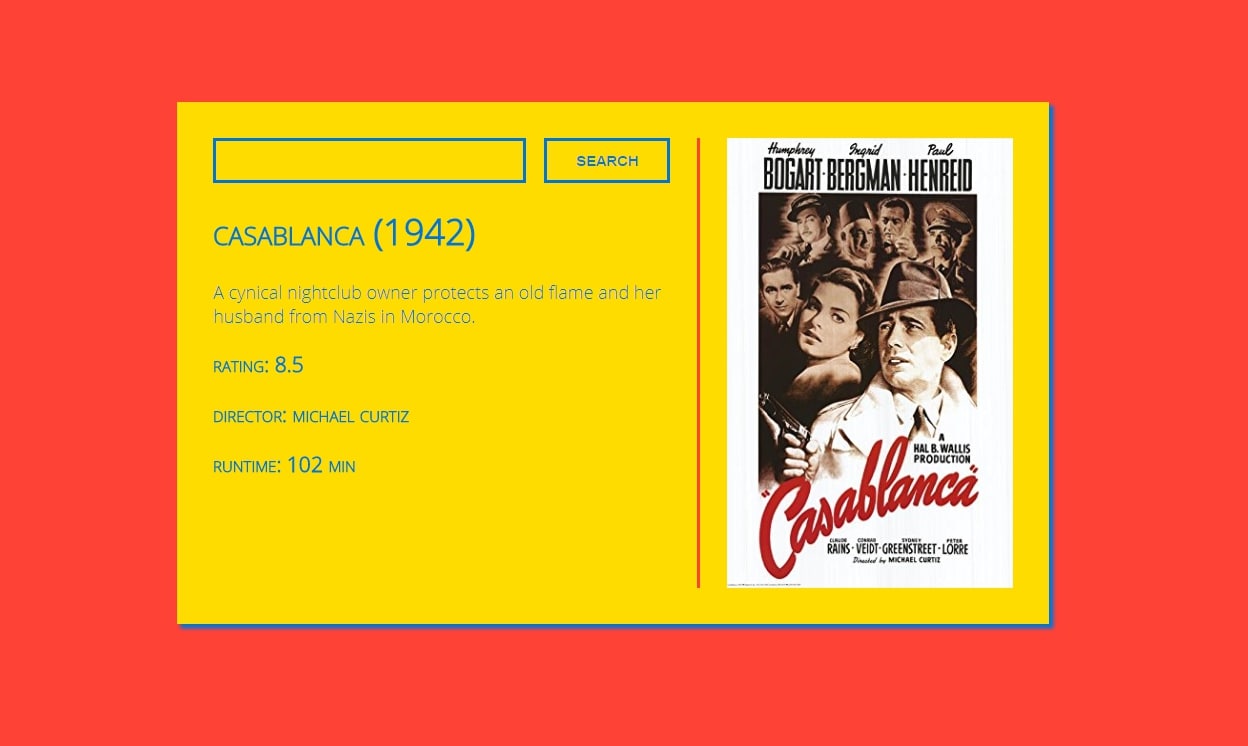 SEARCH
CASABLANCA (1942)
A cynical nightclub owner protects an old flame and her
husband from Nazis in Morocco.
RATING: 8.5
DIRECTOR: MICHAEL CURTIZ
RUNTIME: 102 MIN
Humphrey Ingrid Paul
BOGART · BERGMAN · HENREID
A
HAL B. WALLIS
PRODUCTION
"Casablanca"
CLAUDE CONRAD SYDNEY PETER
RAINS · VEIDT · GREENSTREET · LORRE
Directed by MICHAEL CURTIZ